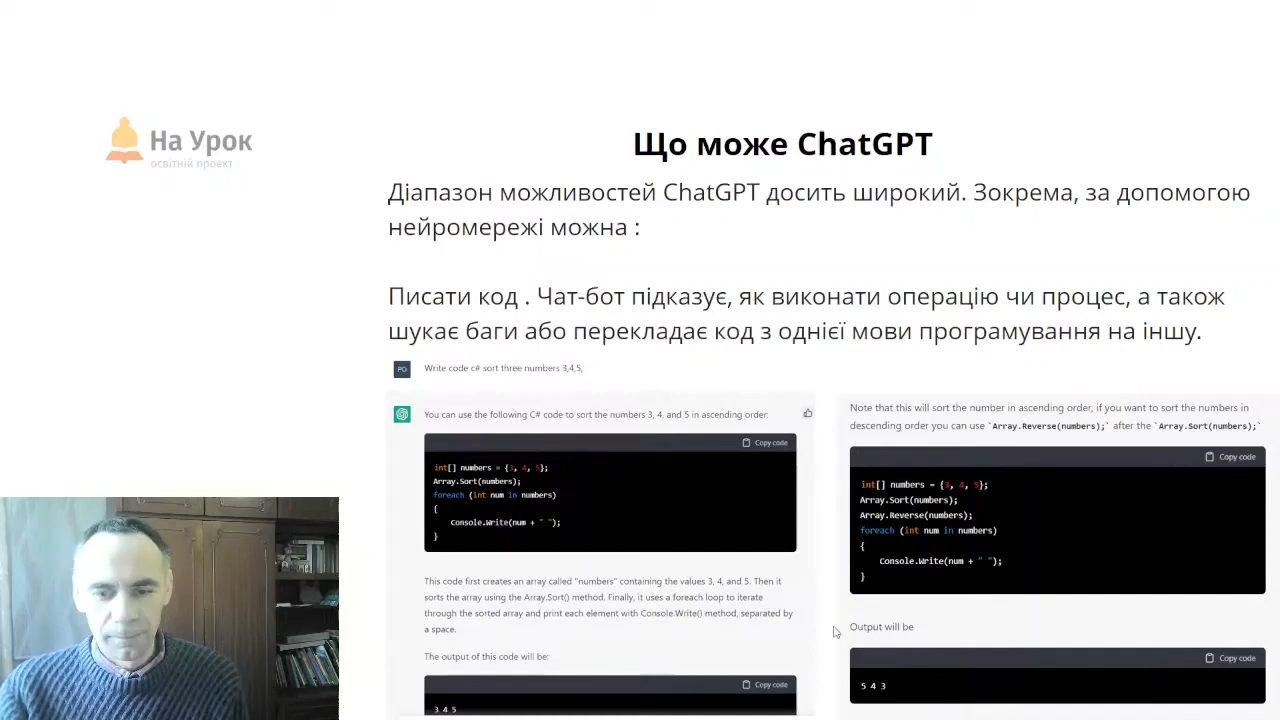 На Урок
освітній проект
Що може ChatGPT
Діапазон можливостей ChatGPT досить широкий. Зокрема, за допомогою
нейромережі можна :
Писати код . Чат-бот підказує, як виконати операцію чи процес, а також
шукає баги або перекладає код з однієї мови програмування на іншу.
PO
Write code c# sort three numbers 3,4,5,
You can use the following C# code to sort the numbers 3, 4, and 5 in ascending order:
Copy code
int[] numbers = {3, 4, 5};
Array.Sort(numbers);
foreach (int num in numbers)
{
Console.Write(num + " ");
}
This code first creates an array called "numbers" containing the values 3, 4, and 5. Then it
sorts the array using the Array.Sort() method. Finally, it uses a foreach loop to iterate
through the sorted array and print each element with Console.Write() method, separated by
a space.
The output of this code will be:
Copy code
3 4 5
Note that this will sort the number in ascending order, if you want to sort the numbers in
descending order you can use `Array.Reverse(numbers);` after the `Array.Sort(numbers);`
Copy code
int[] numbers = {3, 4, 5};
Array.Sort(numbers);
Array.Reverse(numbers);
foreach (int num in numbers)
{
Console.Write(num + " ");
}
Output will be
Copy code
5 4 3